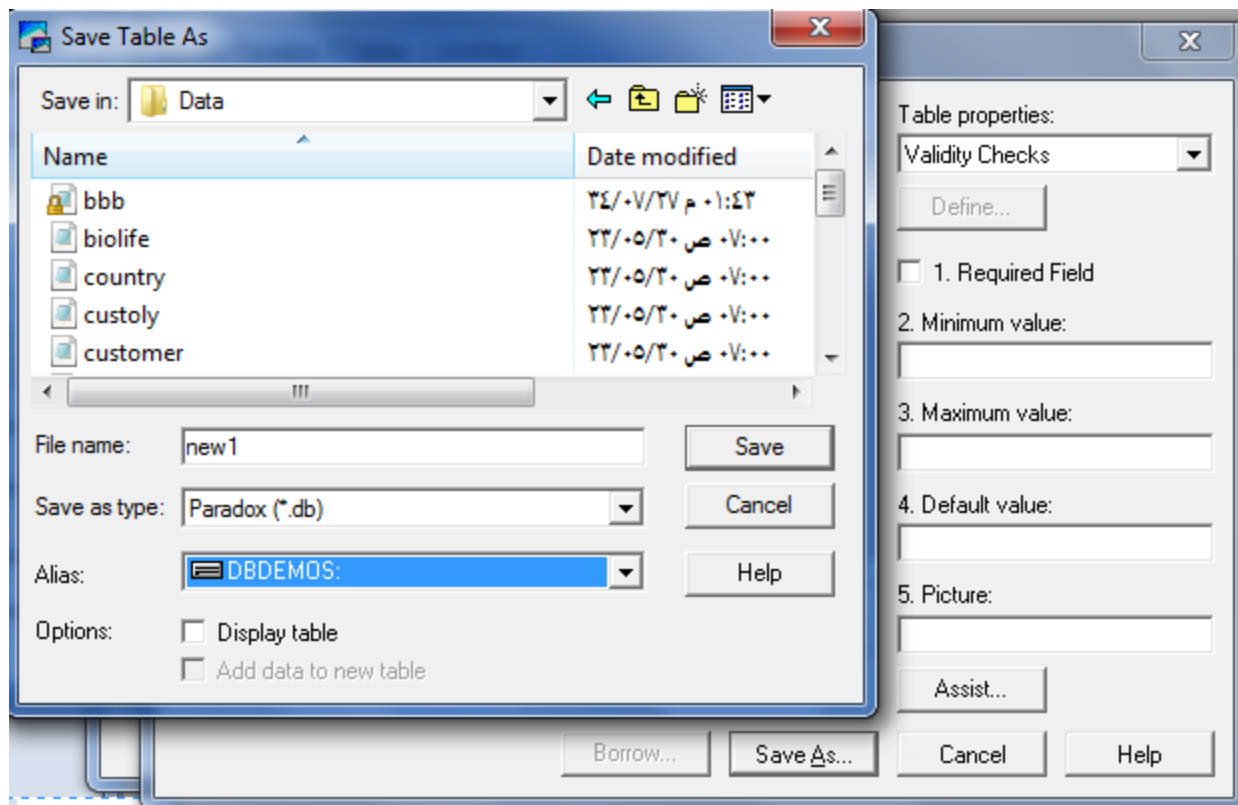 Save Table As
Save in: Data
Name Date modified
bbb ٣٤/٠٧/٢٧ ٠١:٤٣ م
biolife ٢٣/٠٥/٣٠ ٠٧:٠٠ ص
country ٢٣/٠٥/٣٠ ٠٧:٠٠ ص
custoly ٢٣/٠٥/٣٠ ٠٧:٠٠ ص
customer ٢٣/٠٥/٣٠ ٠٧:٠٠ ص
File name: new1 Save
Save as type: Paradox (*.db) Cancel
Alias: DBDEMOS: Help
Options: Display table
Add data to new table
Table properties:
Validity Checks
Define...
1. Required Field
2. Minimum value:
3. Maximum value:
4. Default value:
5. Picture:
Assist...
Borrow... Save As... Cancel Help